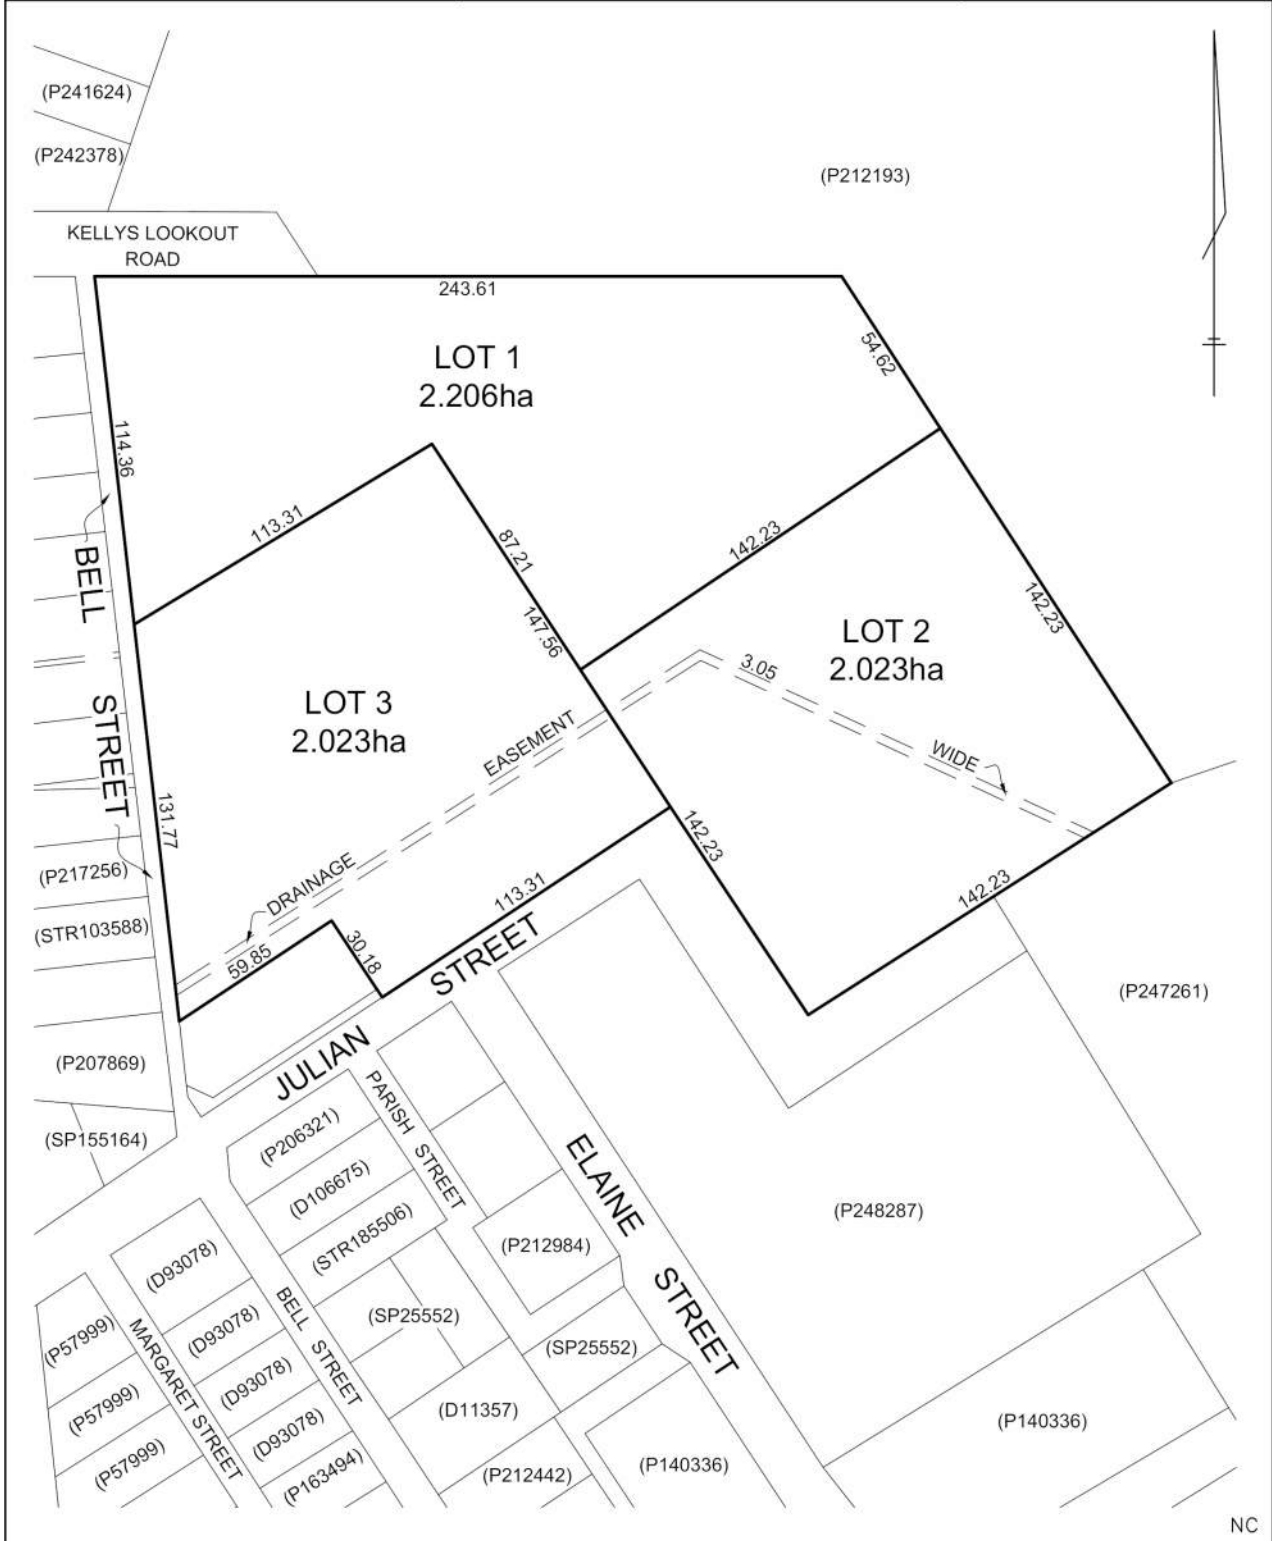 (P241624)
(P242378)
(P212193)
KELLYS LOOKOUT
ROAD
243.61
LOT 1
2.206ha
54.62
114.36
113.31
87.21
142.23
BELL
147.56
142.23
LOT 2
2.023ha
3.05
LOT 3
2.023ha
STREET
EASEMENT
WIDE
131.77
142.23
(P217256)
DRAINAGE
113.31
142.23
(STR103588)
59.85
30.18
STREET
(P247261)
JULIAN
(P207869)
PARISH STREET
(SP155164)
(P206321)
(D106675)
(STR185506)
ELAINE
(P248287)
(P212984)
(D93078)
BELL STREET
(SP25552)
STREET
(P57999)
MARGARET STREET
(D93078)
(SP25552)
(D93078)
(P57999)
(D11357)
(D93078)
(P140336)
(P57999)
(P163494)
(P212442)
(P140336)
NC